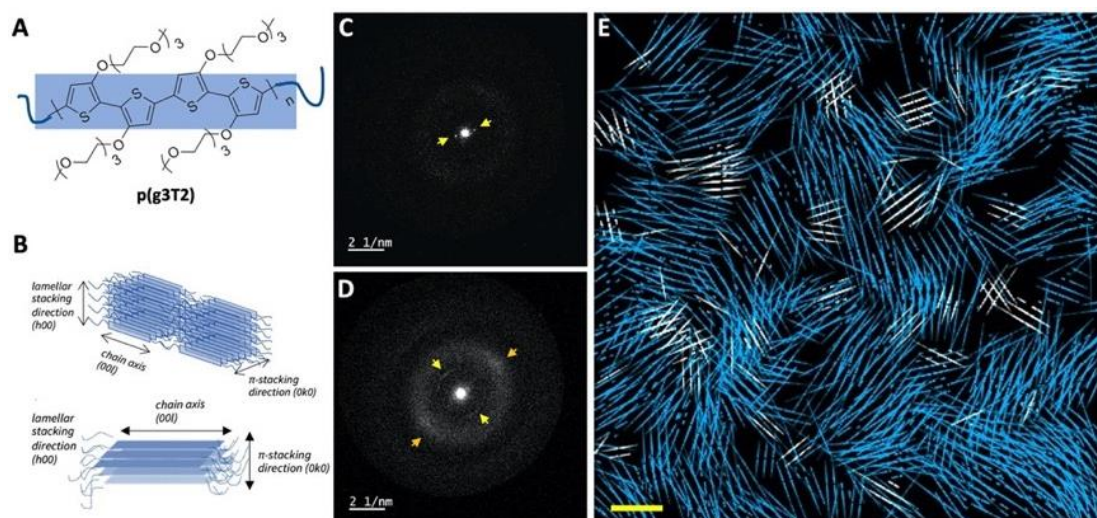 A
O
3
O
O
3
O
O
O
S
S
S
S
n
O
O
3
O
O
O
3
O
p(g3T2)
B
lamellar
stacking
direction
(h00)
chain axis
(00l)
π-stacking
direction (0k0)
chain axis
(00l)
lamellar
stacking
direction
(h00)
π-stacking
direction (0k0)
C
2 1/nm
D
2 1/nm
E